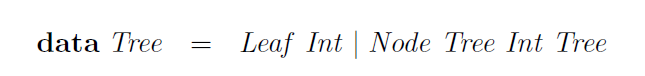 data Tree = Leaf Int | Node Tree Int Tree